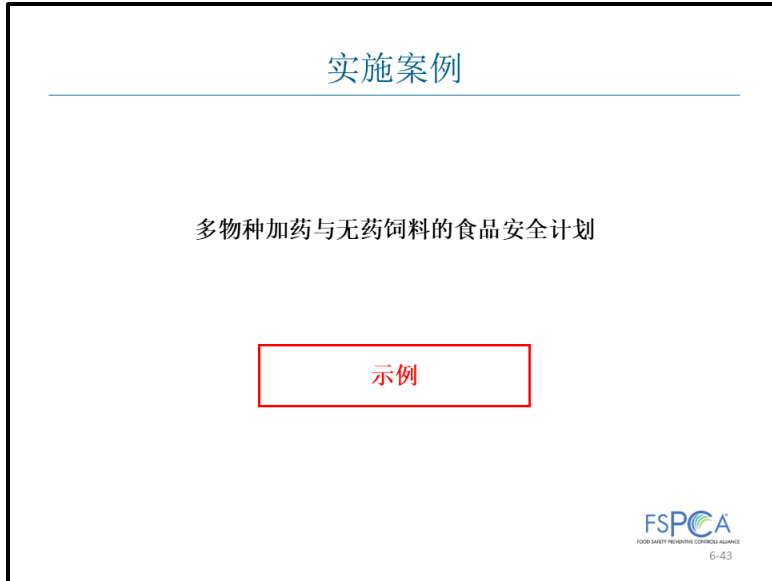 实施案例
多物种加药与无药饲料的食品安全计划
示例
FSPCA
FOOD SAFETY PREVENTIVE CONTROLS ALLIANCE
6-43